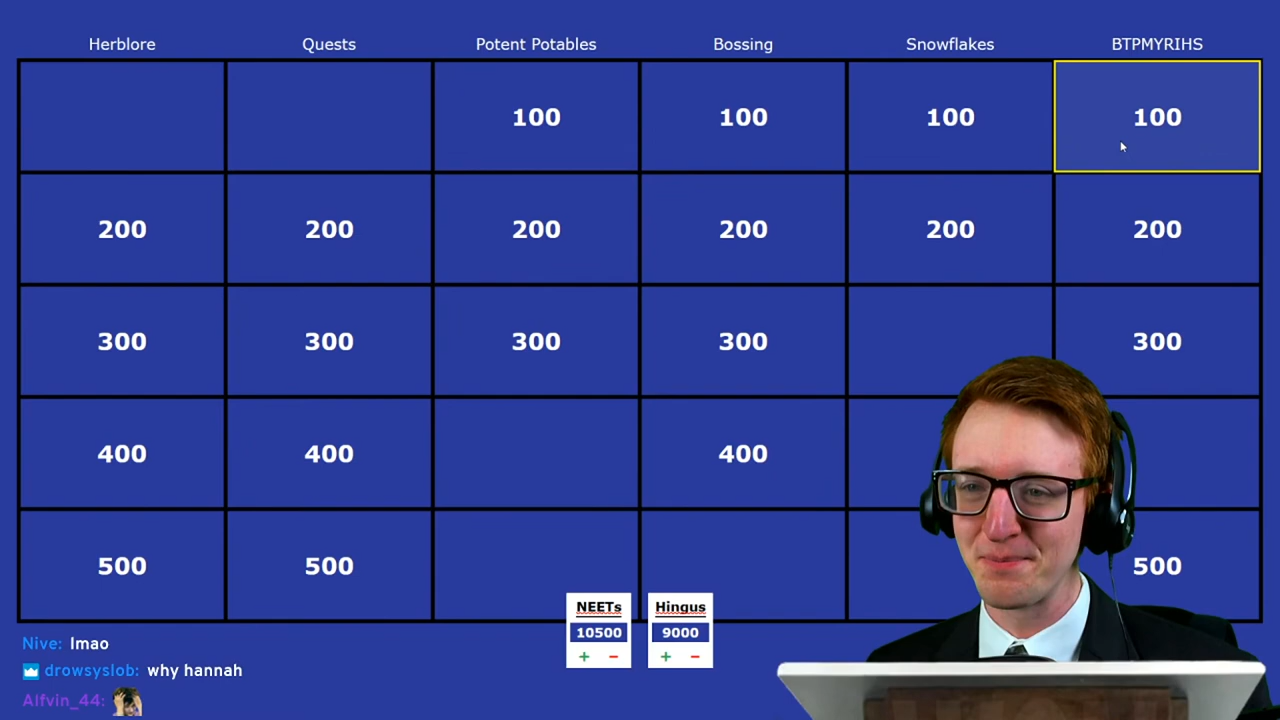 Herblore Quests Potent Potables Bossing Snowflakes BTPMYRIHS
100 100 100 100
200 200 200 200 200 200
300 300 300 300 300
400 400 400
500 500 500
NEETs Hingus
10500 9000
+ − + −
Nive: lmao
drowsyslob: why hannah
Alfvin_44: